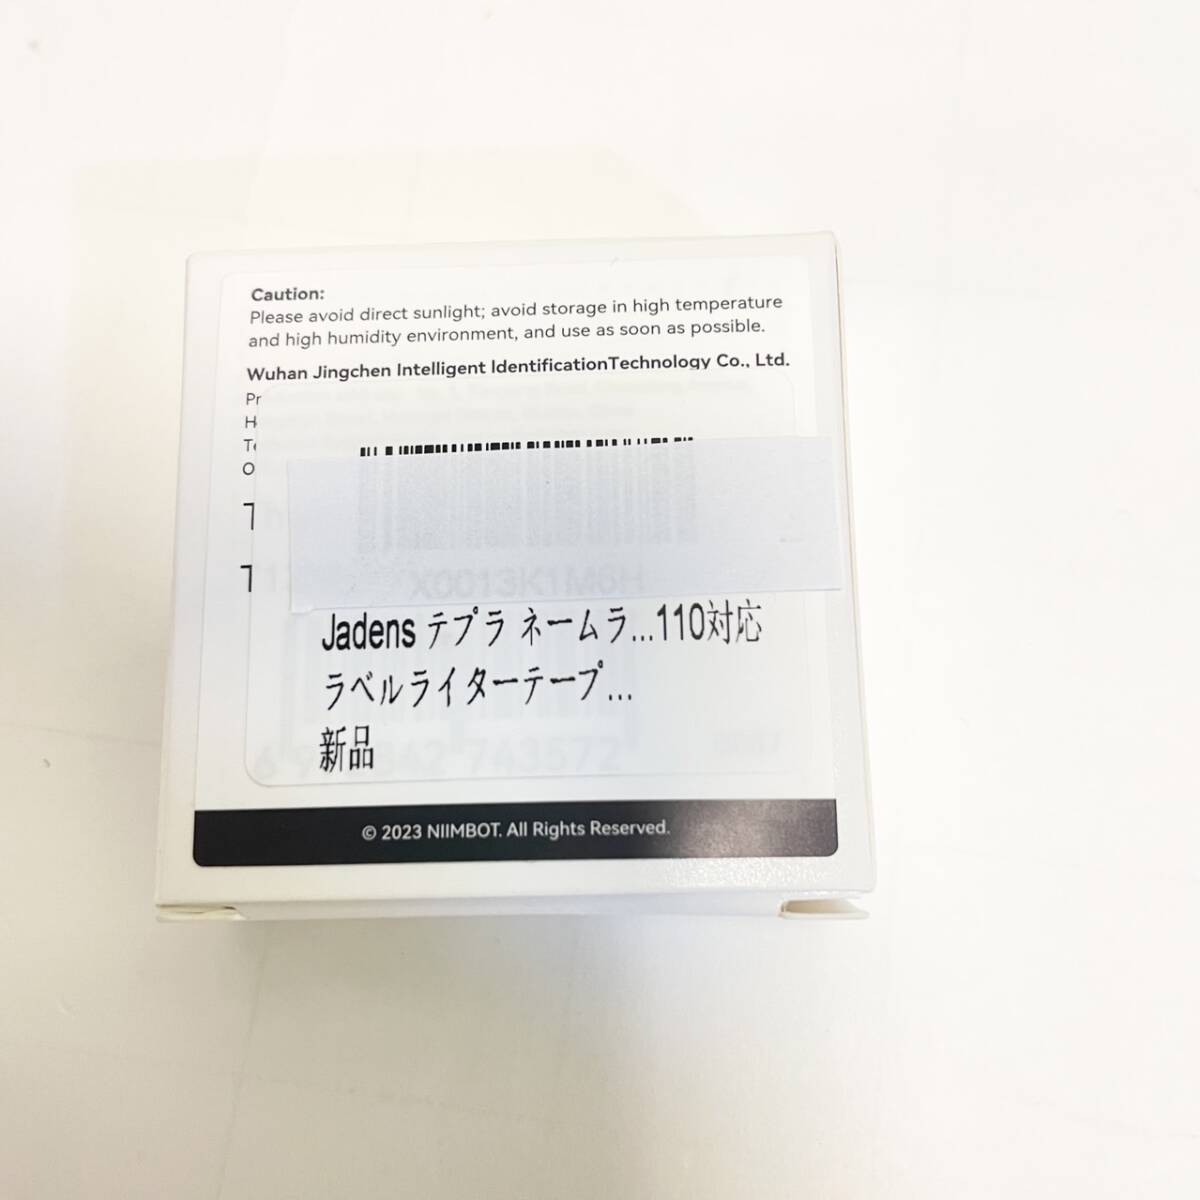 Caution:
Please avoid direct sunlight; avoid storage in high temperature
and high humidity environment, and use as soon as possible.
Wuhan Jingchen Intelligent IdentificationTechnology Co., Ltd.
X0013K1M6H
Jadens テプラ ネームラ...110対応
ラベルライターテープ...
新品
© 2023 NIIMBOT. All Rights Reserved.